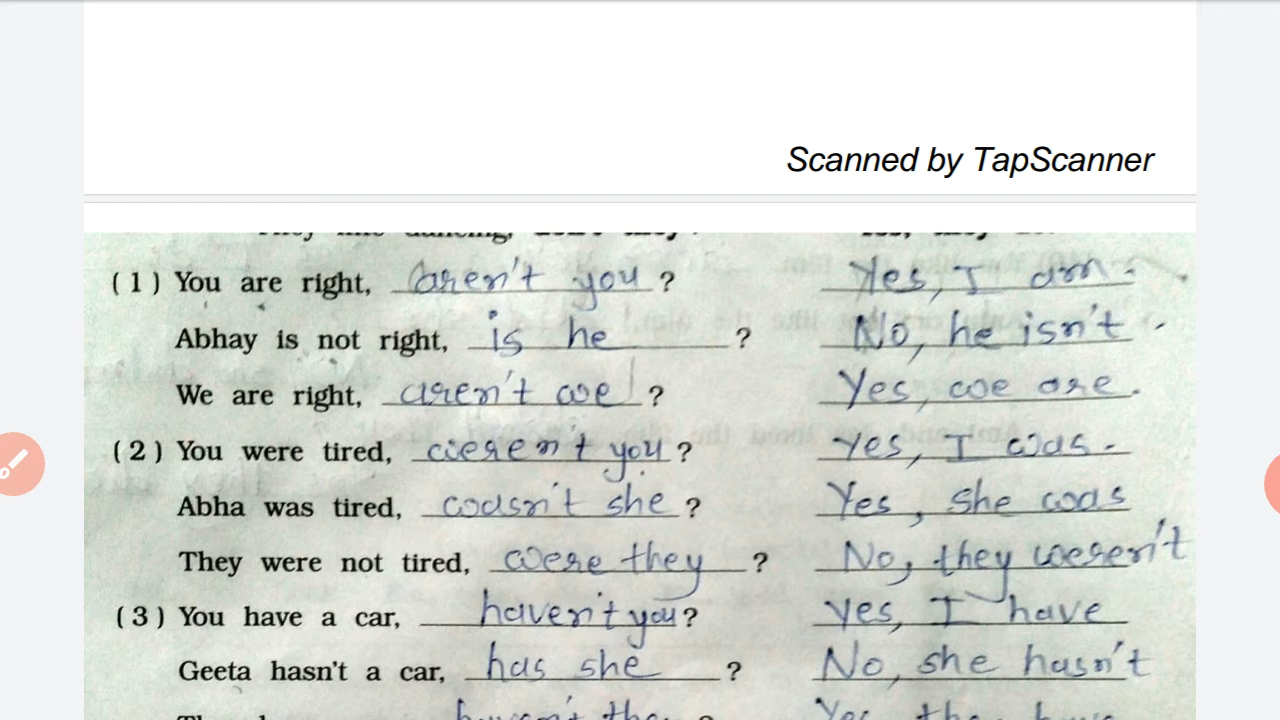 Scanned by TapScanner
(1) You are right, aren't you ? Yes, I am.
Abhay is not right, is he ? No, he isn't.
We are right, aren't we ? Yes, we are.
(2) You were tired, weren't you ? Yes, I was.
Abha was tired, wasn't she ? Yes, she was
They were not tired, were they ? No, they weren't
(3) You have a car, haven't you ? Yes, I have
Geeta hasn't a car, has she ? No, she hasn't